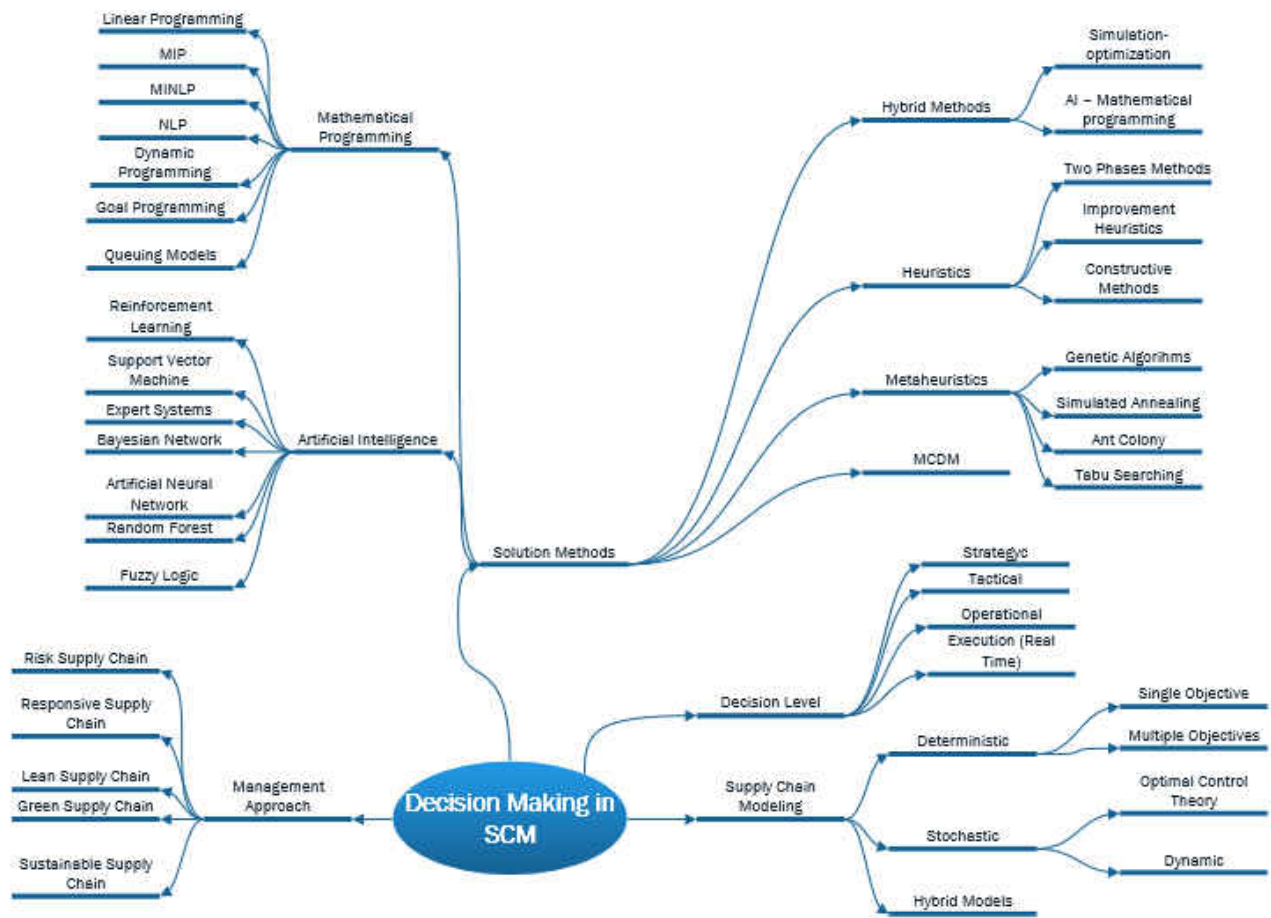 Linear Programming
MIP
MINLP
NLP
Dynamic
Programming
Goal Programming
Queuing Models
Mathematical
Programming
Reinforcement
Learning
Support Vector
Machine
Expert Systems
Bayesian Network
Artificial Neural
Network
Random Forest
Fuzzy Logic
Artificial Intelligence
Solution Methods
Hybrid Methods
Simulation-
optimization
AI – Mathematical
programming
Heuristics
Two Phases Methods
Improvement
Heuristics
Constructive
Methods
Metaheuristics
Genetic Algorihms
Simulated Annealing
Ant Colony
Tabu Searching
MCDM
Decision Level
Strategyc
Tactical
Operational
Execution (Real
Time)
Risk Supply Chain
Responsive Supply
Chain
Lean Supply Chain
Green Supply Chain
Sustainable Supply
Chain
Management
Approach
Decision Making in
SCM
Supply Chain
Modeling
Deterministic
Single Objective
Multiple Objectives
Stochastic
Optimal Control
Theory
Dynamic
Hybrid Models